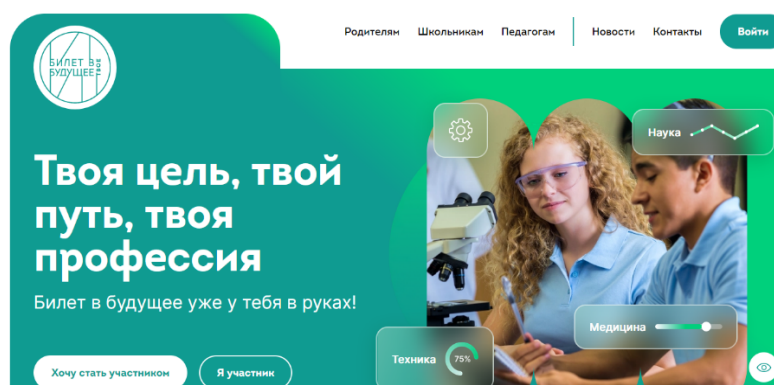 Родителям Школьникам Педагогам Новости Контакты Войти
БИЛЕТ В
БУДУЩЕЕ
ТВОЁ
Наука
Твоя цель, твой
путь, твоя
профессия
Билет в будущее уже у тебя в руках!
Медицина
Техника 75%
Хочу стать участником Я участник